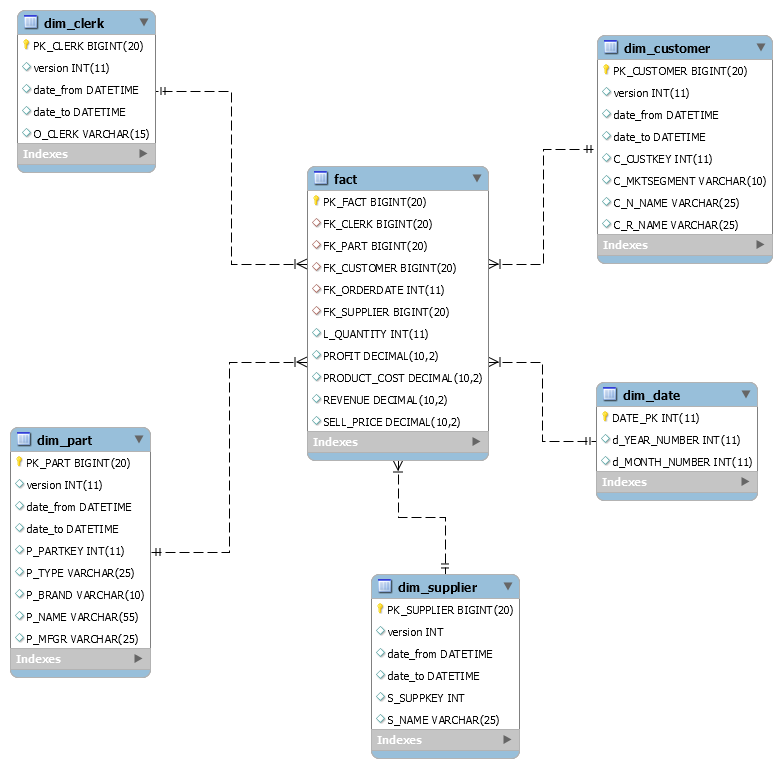 dim_clerk
PK_CLERK BIGINT(20)
version INT(11)
date_from DATETIME
date_to DATETIME
O_CLERK VARCHAR(15)
Indexes
dim_customer
PK_CUSTOMER BIGINT(20)
version INT(11)
date_from DATETIME
date_to DATETIME
C_CUSTKEY INT(11)
C_MKTSEGMENT VARCHAR(10)
C_N_NAME VARCHAR(25)
C_R_NAME VARCHAR(25)
Indexes
fact
PK_FACT BIGINT(20)
FK_CLERK BIGINT(20)
FK_PART BIGINT(20)
FK_CUSTOMER BIGINT(20)
FK_ORDERDATE INT(11)
FK_SUPPLIER BIGINT(20)
L_QUANTITY INT(11)
PROFIT DECIMAL(10,2)
PRODUCT_COST DECIMAL(10,2)
REVENUE DECIMAL(10,2)
SELL_PRICE DECIMAL(10,2)
Indexes
dim_date
DATE_PK INT(11)
d_YEAR_NUMBER INT(11)
d_MONTH_NUMBER INT(11)
Indexes
dim_part
PK_PART BIGINT(20)
version INT(11)
date_from DATETIME
date_to DATETIME
P_PARTKEY INT(11)
P_TYPE VARCHAR(25)
P_BRAND VARCHAR(10)
P_NAME VARCHAR(55)
P_MFGR VARCHAR(25)
Indexes
dim_supplier
PK_SUPPLIER BIGINT(20)
version INT
date_from DATETIME
date_to DATETIME
S_SUPPKEY INT
S_NAME VARCHAR(25)
Indexes